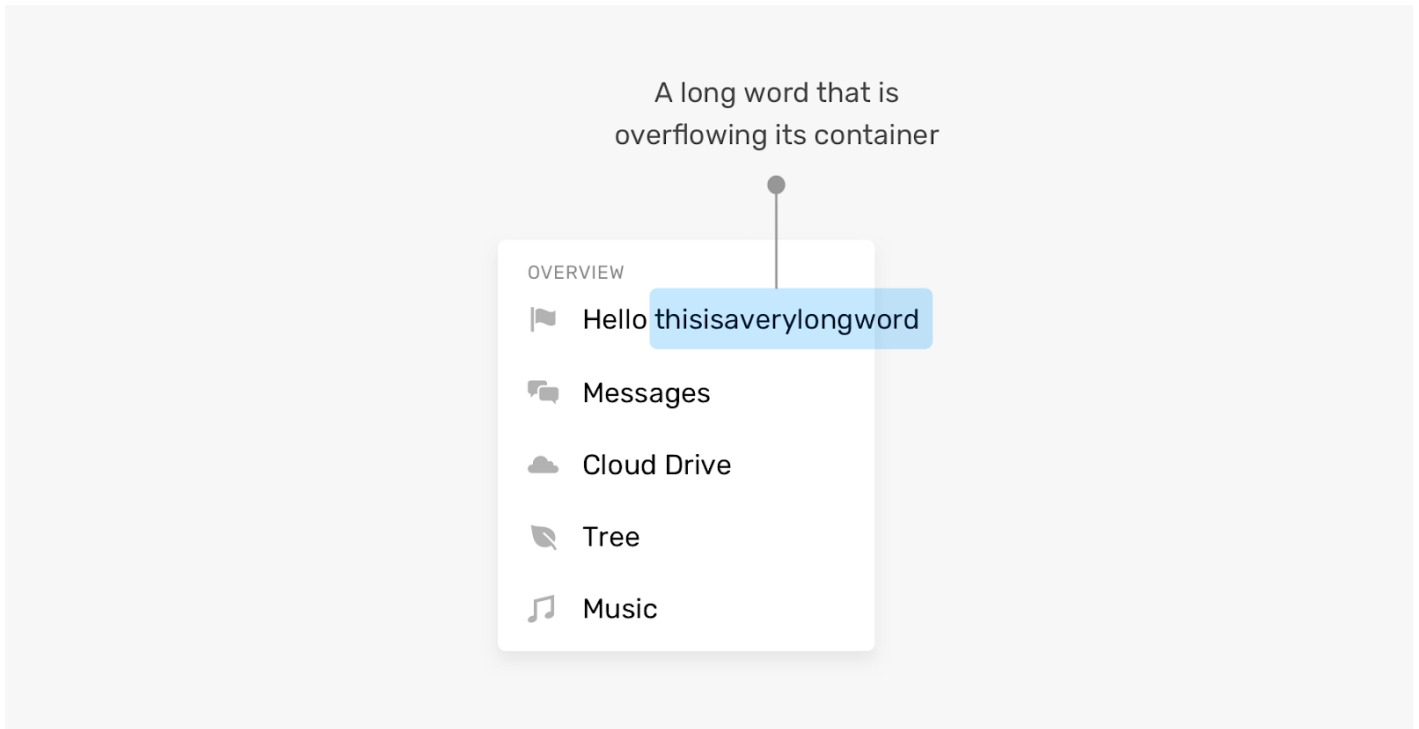 A long word that is
overflowing its container
OVERVIEW
Hello thisisaverylongword
Messages
Cloud Drive
Tree
Music